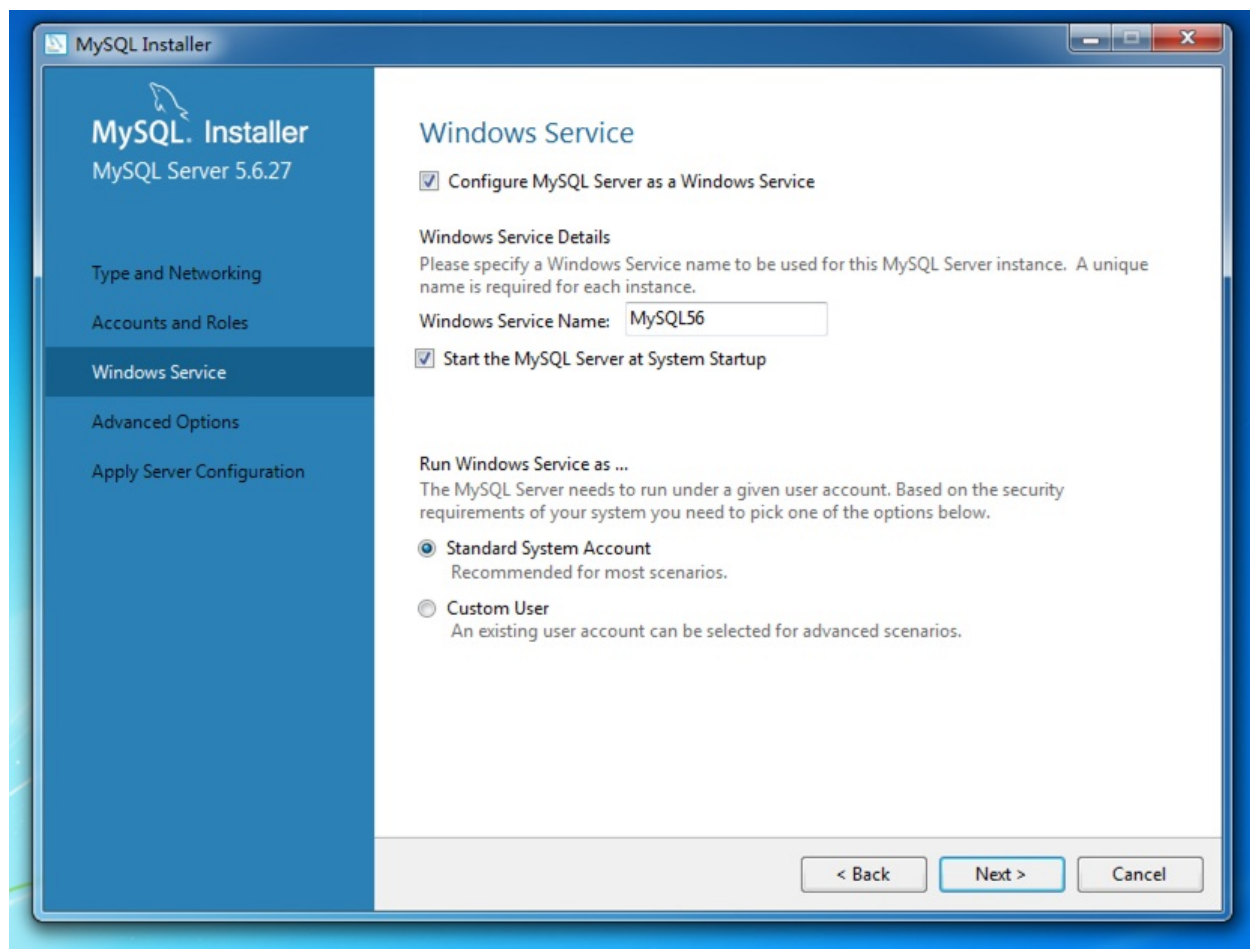 MySQL Installer
MySQL. Installer
MySQL Server 5.6.27
Type and Networking
Accounts and Roles
Windows Service
Advanced Options
Apply Server Configuration
Windows Service
Configure MySQL Server as a Windows Service
Windows Service Details
Please specify a Windows Service name to be used for this MySQL Server instance. A unique
name is required for each instance.
Windows Service Name: MySQL56
Start the MySQL Server at System Startup
Run Windows Service as ...
The MySQL Server needs to run under a given user account. Based on the security
requirements of your system you need to pick one of the options below.
Standard System Account
Recommended for most scenarios.
Custom User
An existing user account can be selected for advanced scenarios.
< Back Next > Cancel